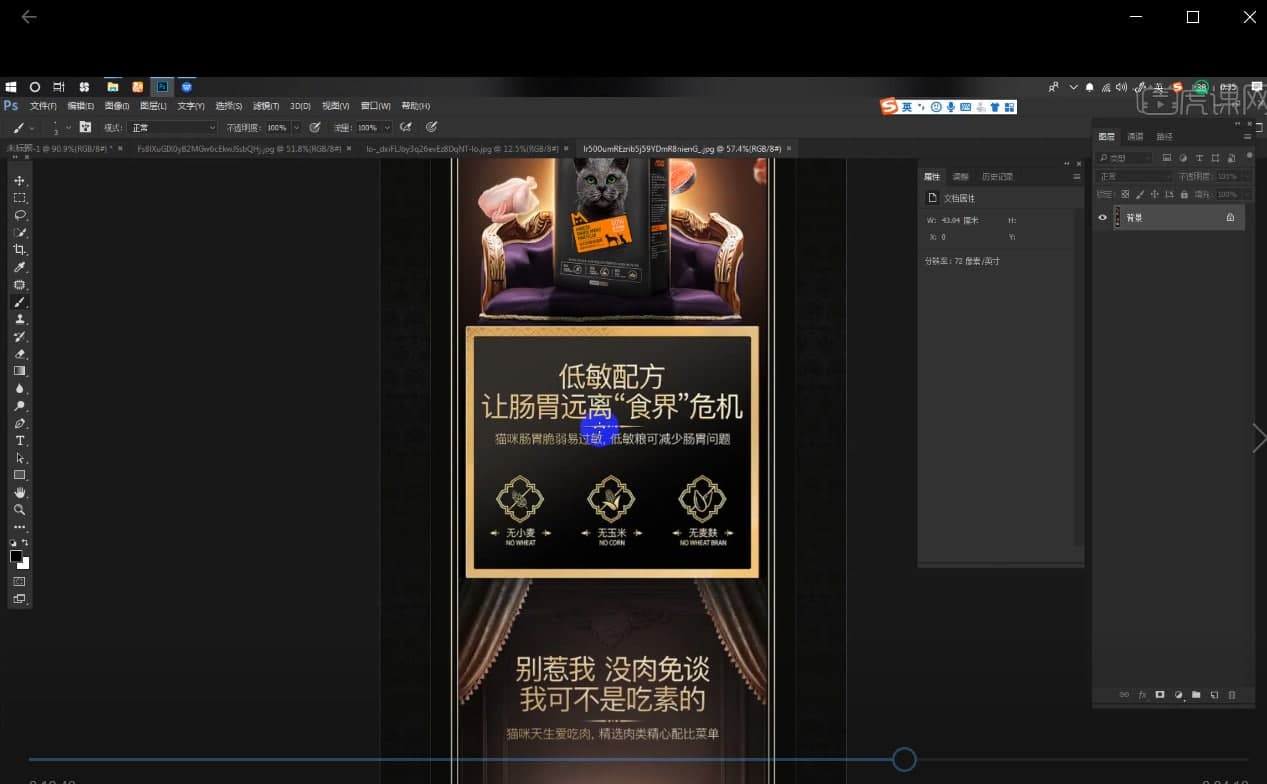 虎课网
Ps 文件(F) 编辑(E) 图像(I) 图层(L) 文字(Y) 选择(S) 滤镜(T) 3D(D) 视图(V) 窗口(W) 帮助(H)
英
模式: 正常 不透明度: 100% 流量: 100%
未标题-1 @ 90.9%(RGB/8#) *
@ 51.8%(RGB/8#)
@ 12.5%(RGB/8#)
@ 57.4%(RGB/8#)
图层 通道 路径
类型
正常 不透明度: 100%
锁定: 填充: 100%
背景
属性 调整 历史记录
文档属性
W: 43.04 厘米 H:
X: 0 Y:
分辨率: 72 像素/英寸
低敏配方
让肠胃远离“食界”危机
猫咪肠胃脆弱易过敏, 低敏粮可减少肠胃问题
无小麦 无玉米 无麦麸
NO WHEAT NO CORN NO WHEAT BRAN
别惹我 没肉免谈
我可不是吃素的
猫咪天生爱吃肉, 精选肉类精心配比菜单